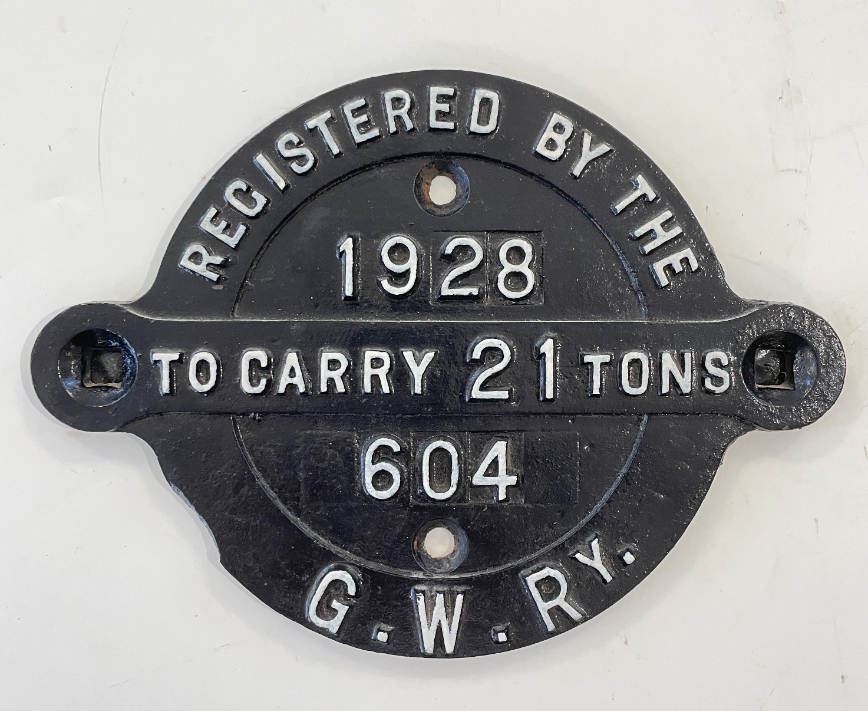 REGISTERED BY THE
1928
TO CARRY 21 TONS
604
G.W.RY.